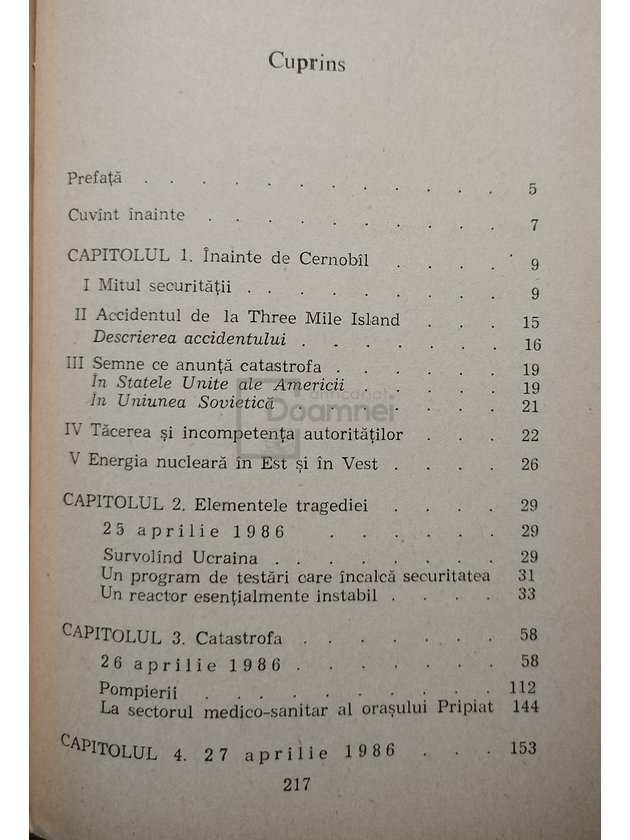 Cuprins
Prefață . . . . . . . . . . . . 5
Cuvînt înainte . . . . . . . . . . 7
CAPITOLUL 1. Înainte de Cernobîl . . . . 9
I Mitul securității . . . . . . . . . 9
II Accidentul de la Three Mile Island . . . 15
Descrierea accidentului . . . . . . . 16
III Semne ce anunță catastrofa . . . . . . 19
În Statele Unite ale Americii . . . . . 19
În Uniunea Sovietică . . . . 21
anticariat
Doamnei
IV Tăcerea și incompetența autorităților . . . 22
V Energia nucleară în Est și în Vest . . . . 26
CAPITOLUL 2. Elementele tragediei . . . . 29
25 aprilie 1986 . . . . . . 29
Survolînd Ucraina . . . . . . . . 29
Un program de testări care încalcă securitatea 31
Un reactor esențialmente instabil . . . . 33
CAPITOLUL 3. Catastrofa . . . . . . . 58
26 aprilie 1986 . . . . . . . 58
Pompierii . . . . . . . . . . . 112
La sectorul medico-sanitar al orașului Pripiat 144
CAPITOLUL 4. 27 aprilie 1986 . . . 153
217